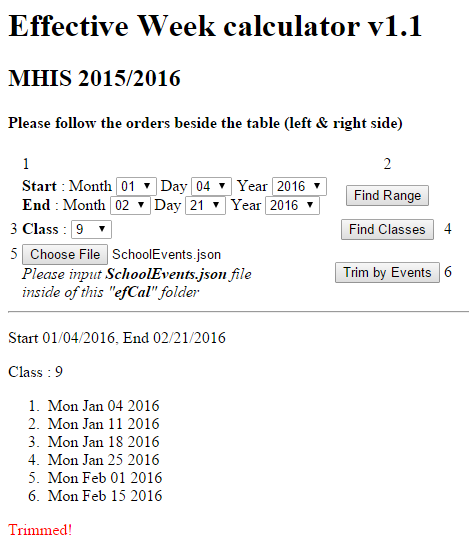 Effective Week calculator v1.1
MHIS 2015/2016
Please follow the orders beside the table (left & right side)
1 2
Start : Month 01 Day 04 Year 2016 Find Range
End : Month 02 Day 21 Year 2016
3 Class : 9 Find Classes 4
5 Choose File SchoolEvents.json
Please input SchoolEvents.json file Trim by Events 6
inside of this "efCal" folder
Start 01/04/2016, End 02/21/2016
Class : 9
1. Mon Jan 04 2016
2. Mon Jan 11 2016
3. Mon Jan 18 2016
4. Mon Jan 25 2016
5. Mon Feb 01 2016
6. Mon Feb 15 2016
Trimmed!